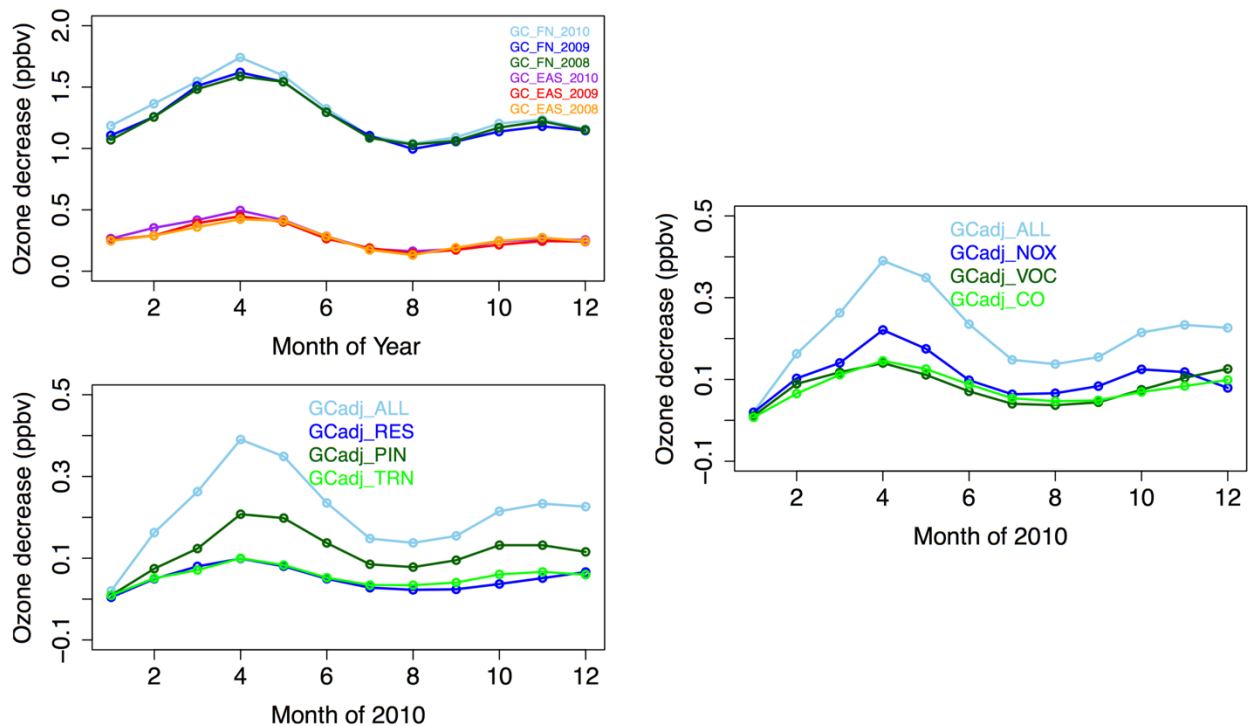 Ozone decrease (ppbv)
2.0
1.5
1.0
0.5
0.0
GC_FN_2010
GC_FN_2009
GC_FN_2008
GC_EAS_2010
GC_EAS_2009
GC_EAS_2008
2 4 6 8 10 12
Month of Year
Ozone decrease (ppbv)
0.5
0.3
0.1
−0.1
GCadj_ALL
GCadj_RES
GCadj_PIN
GCadj_TRN
2 4 6 8 10 12
Month of 2010
Ozone decrease (ppbv)
0.5
0.3
0.1
−0.1
GCadj_ALL
GCadj_NOX
GCadj_VOC
GCadj_CO
2 4 6 8 10 12
Month of 2010